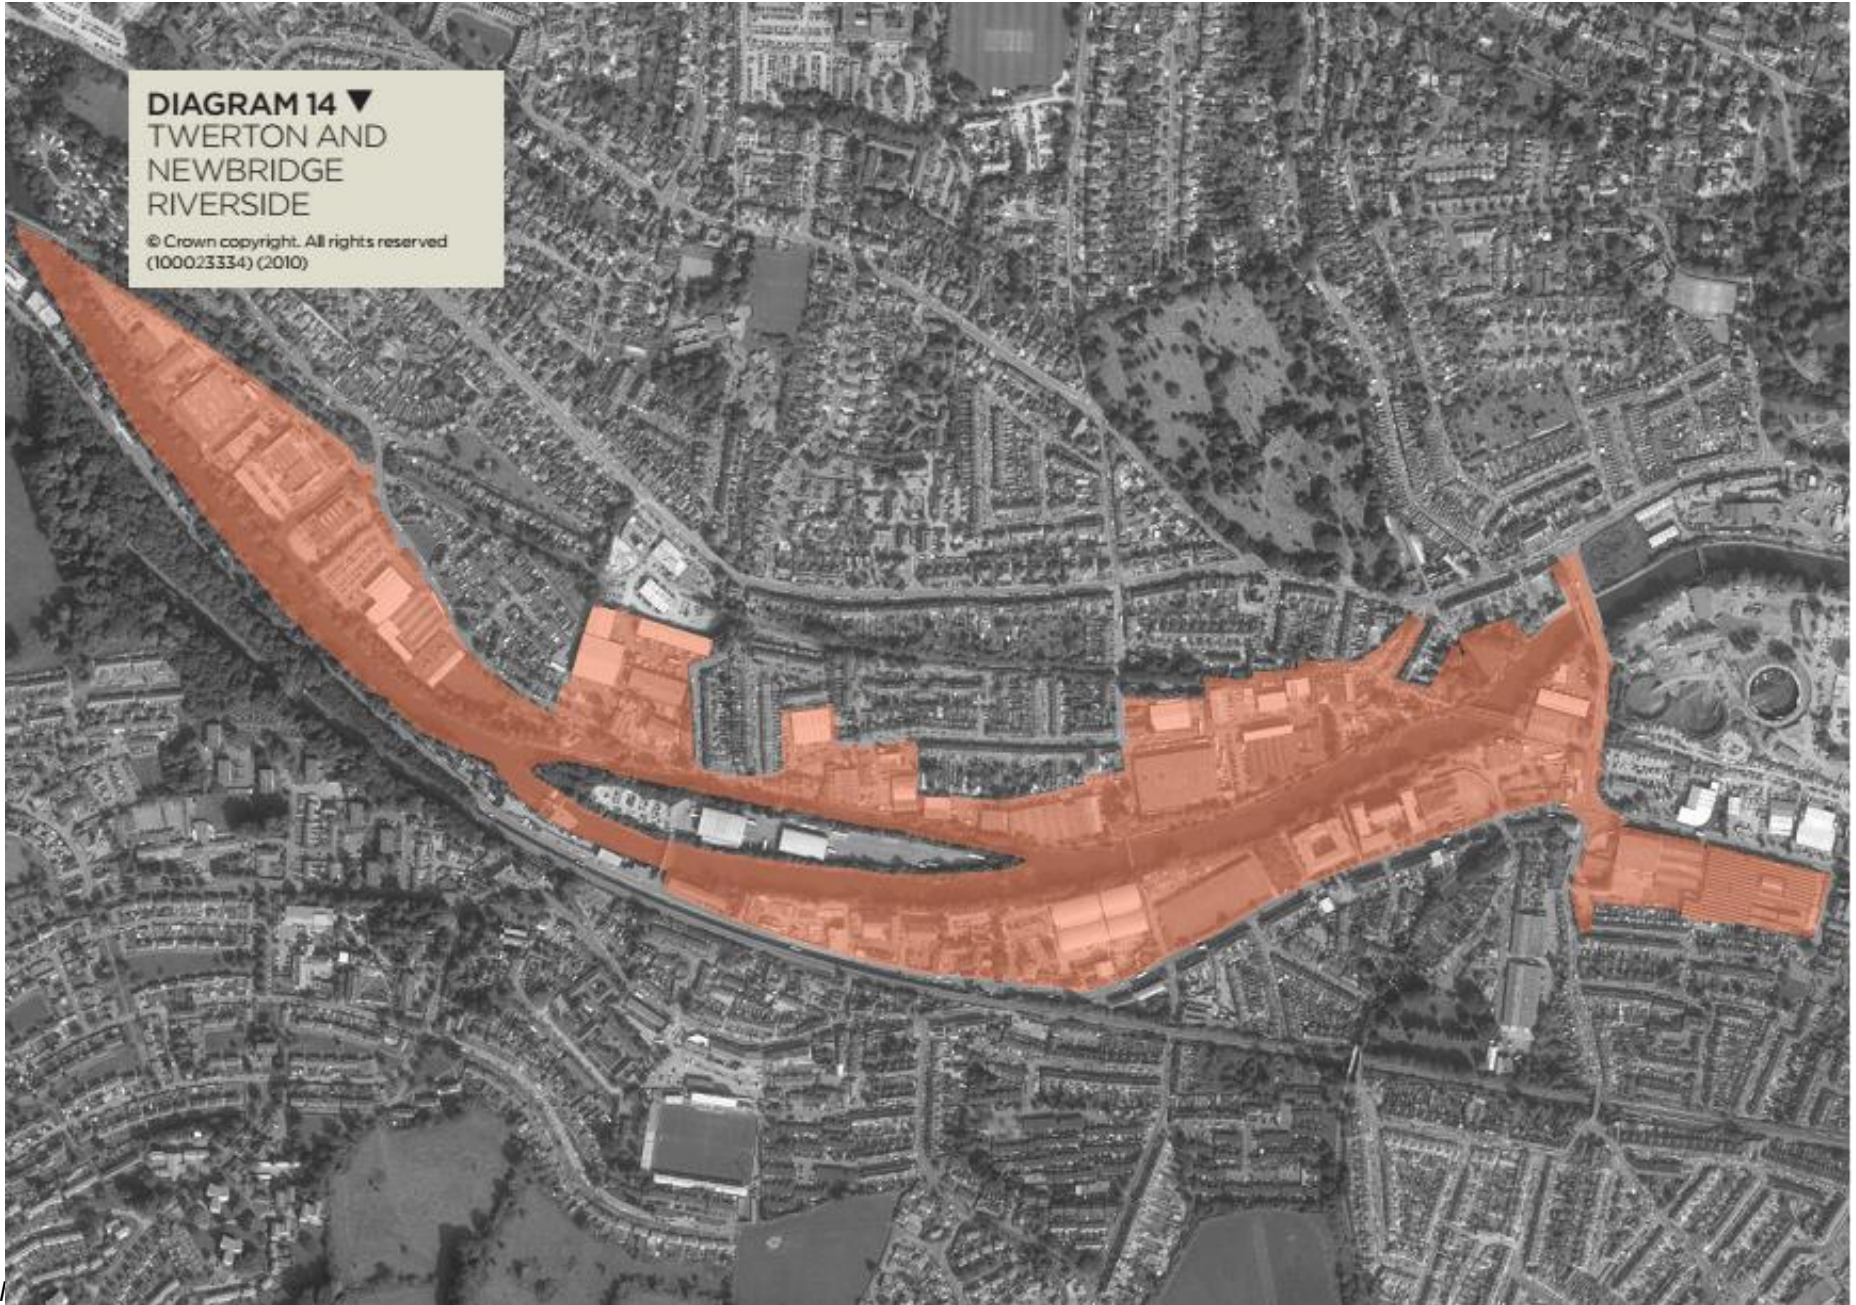 DIAGRAM 14 ▼
TWERTON AND
NEWBRIDGE
RIVERSIDE
© Crown copyright. All rights reserved
(100023334) (2010)